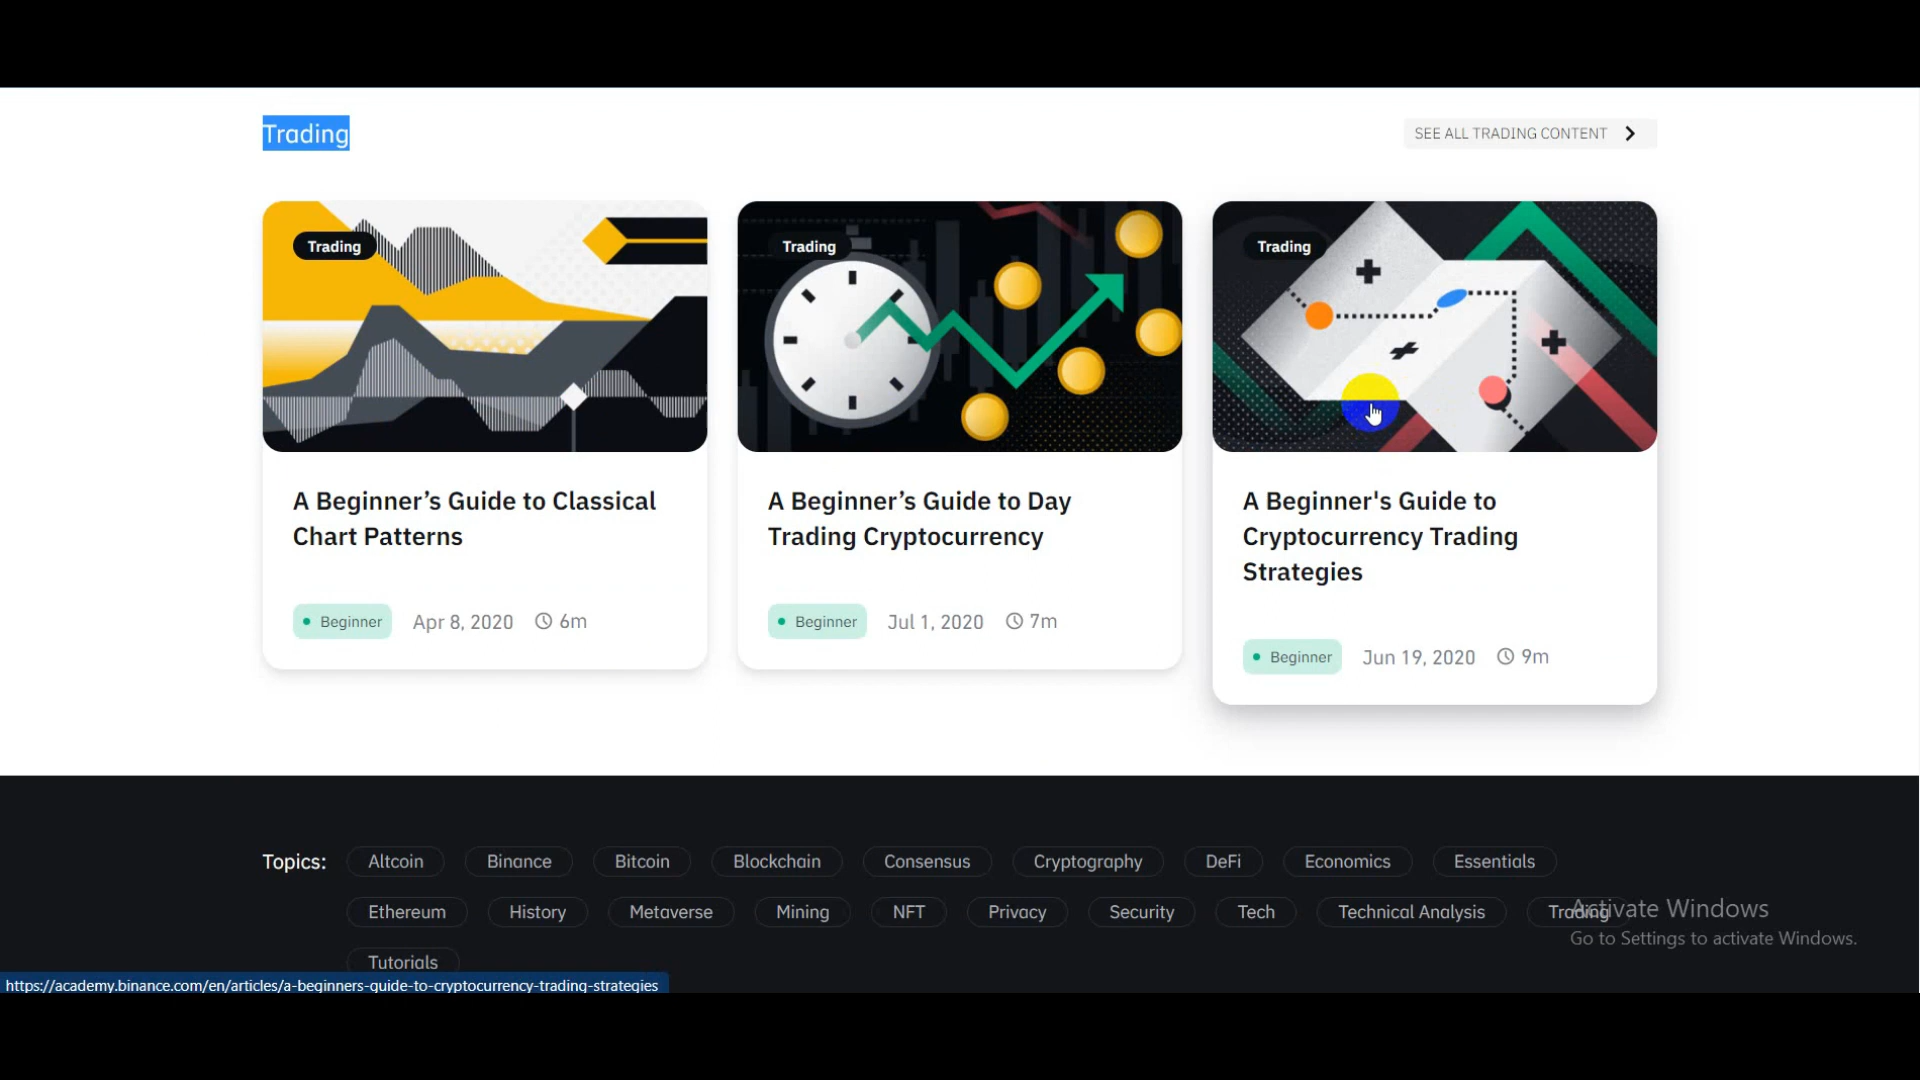 Trading
SEE ALL TRADING CONTENT
Trading
Trading
Trading
A Beginner’s Guide to Classical
Chart Patterns
Beginner Apr 8, 2020 6m
A Beginner’s Guide to Day
Trading Cryptocurrency
Beginner Jul 1, 2020 7m
A Beginner's Guide to
Cryptocurrency Trading
Strategies
Beginner Jun 19, 2020 9m
Topics: Altcoin Binance Bitcoin Blockchain Consensus Cryptography DeFi Economics Essentials
Ethereum History Metaverse Mining NFT Privacy Security Tech Technical Analysis Trading
Tutorials
Activate Windows
Go to Settings to activate Windows.
https://academy.binance.com/en/articles/a-beginners-guide-to-cryptocurrency-trading-strategies